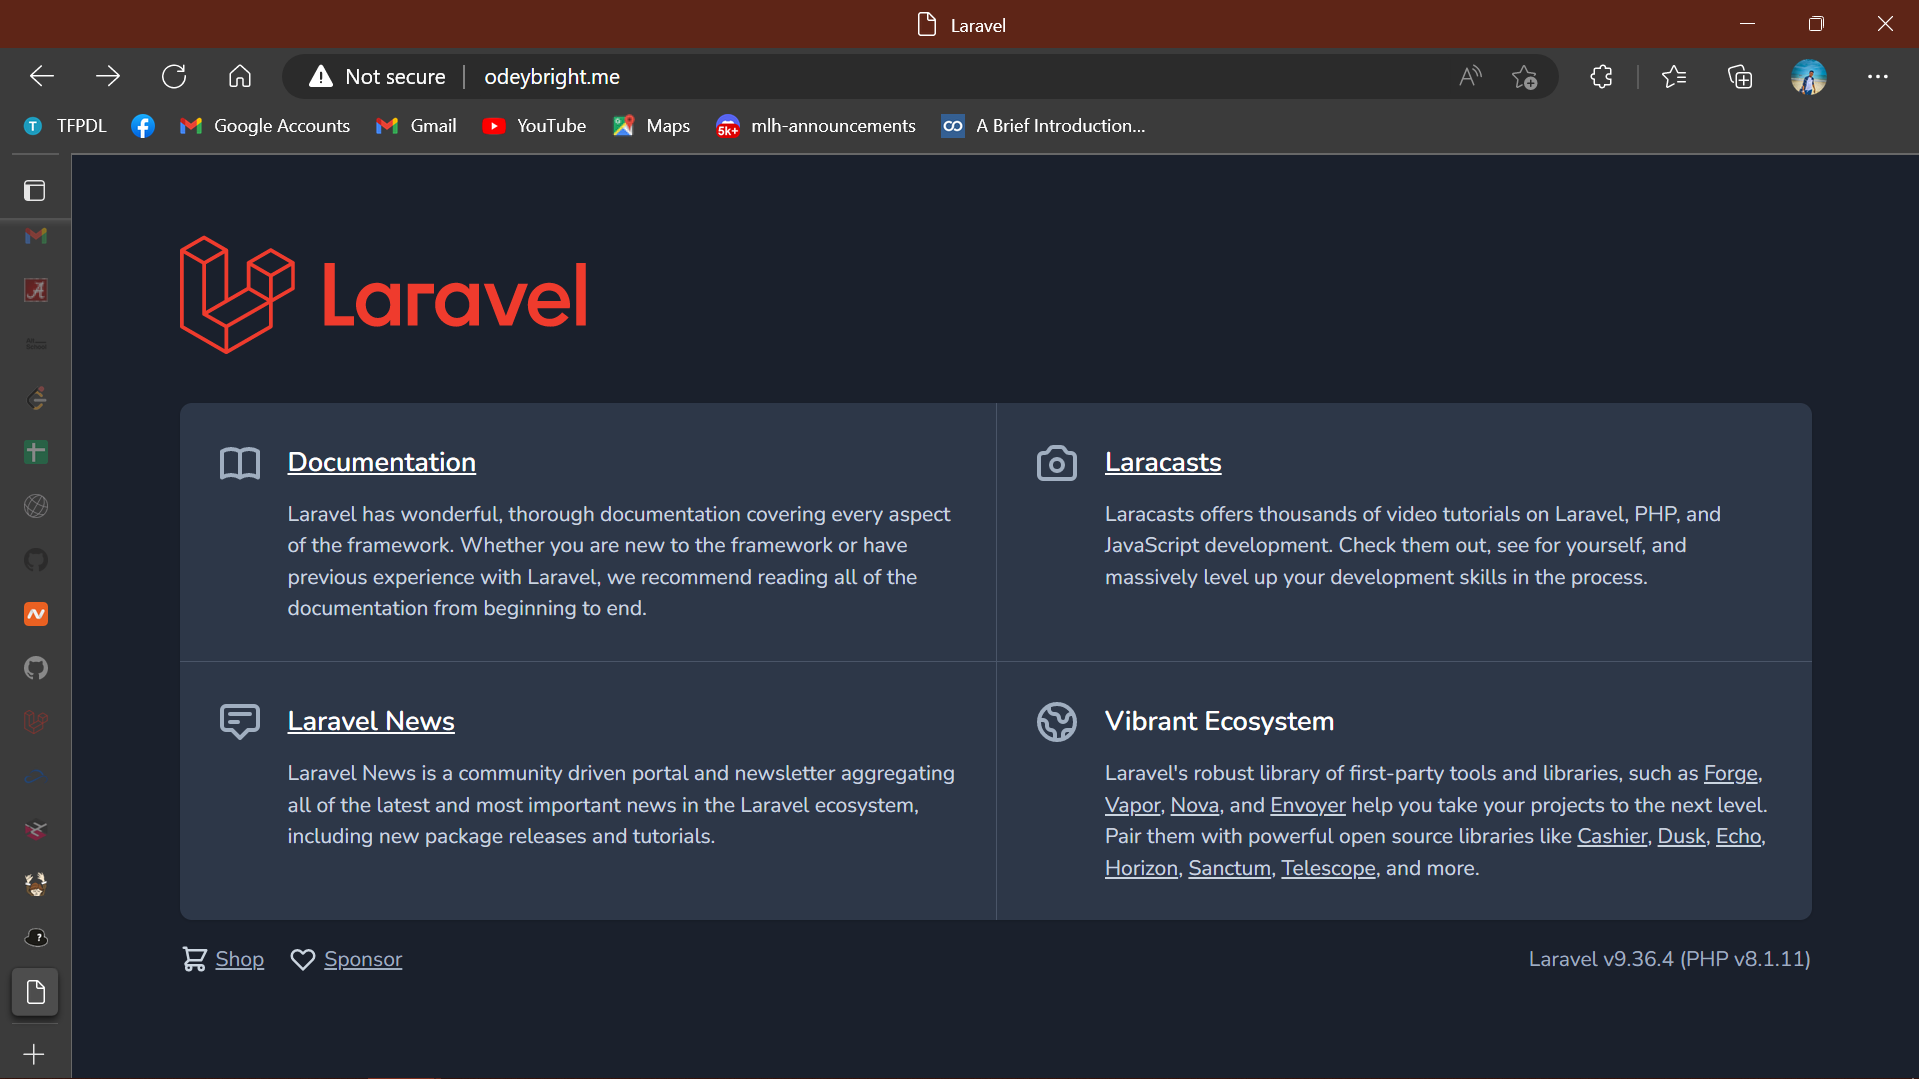 Laravel
Not secure | odeybright.me
T TFPDL Google Accounts Gmail YouTube Maps 5k+ mlh-announcements A Brief Introduction...
Laravel
Documentation
Laravel has wonderful, thorough documentation covering every aspect
of the framework. Whether you are new to the framework or have
previous experience with Laravel, we recommend reading all of the
documentation from beginning to end.
Laracasts
Laracasts offers thousands of video tutorials on Laravel, PHP, and
JavaScript development. Check them out, see for yourself, and
massively level up your development skills in the process.
Laravel News
Laravel News is a community driven portal and newsletter aggregating
all of the latest and most important news in the Laravel ecosystem,
including new package releases and tutorials.
Vibrant Ecosystem
Laravel's robust library of first-party tools and libraries, such as Forge,
Vapor, Nova, and Envoyer help you take your projects to the next level.
Pair them with powerful open source libraries like Cashier, Dusk, Echo,
Horizon, Sanctum, Telescope, and more.
Shop Sponsor
Laravel v9.36.4 (PHP v8.1.11)